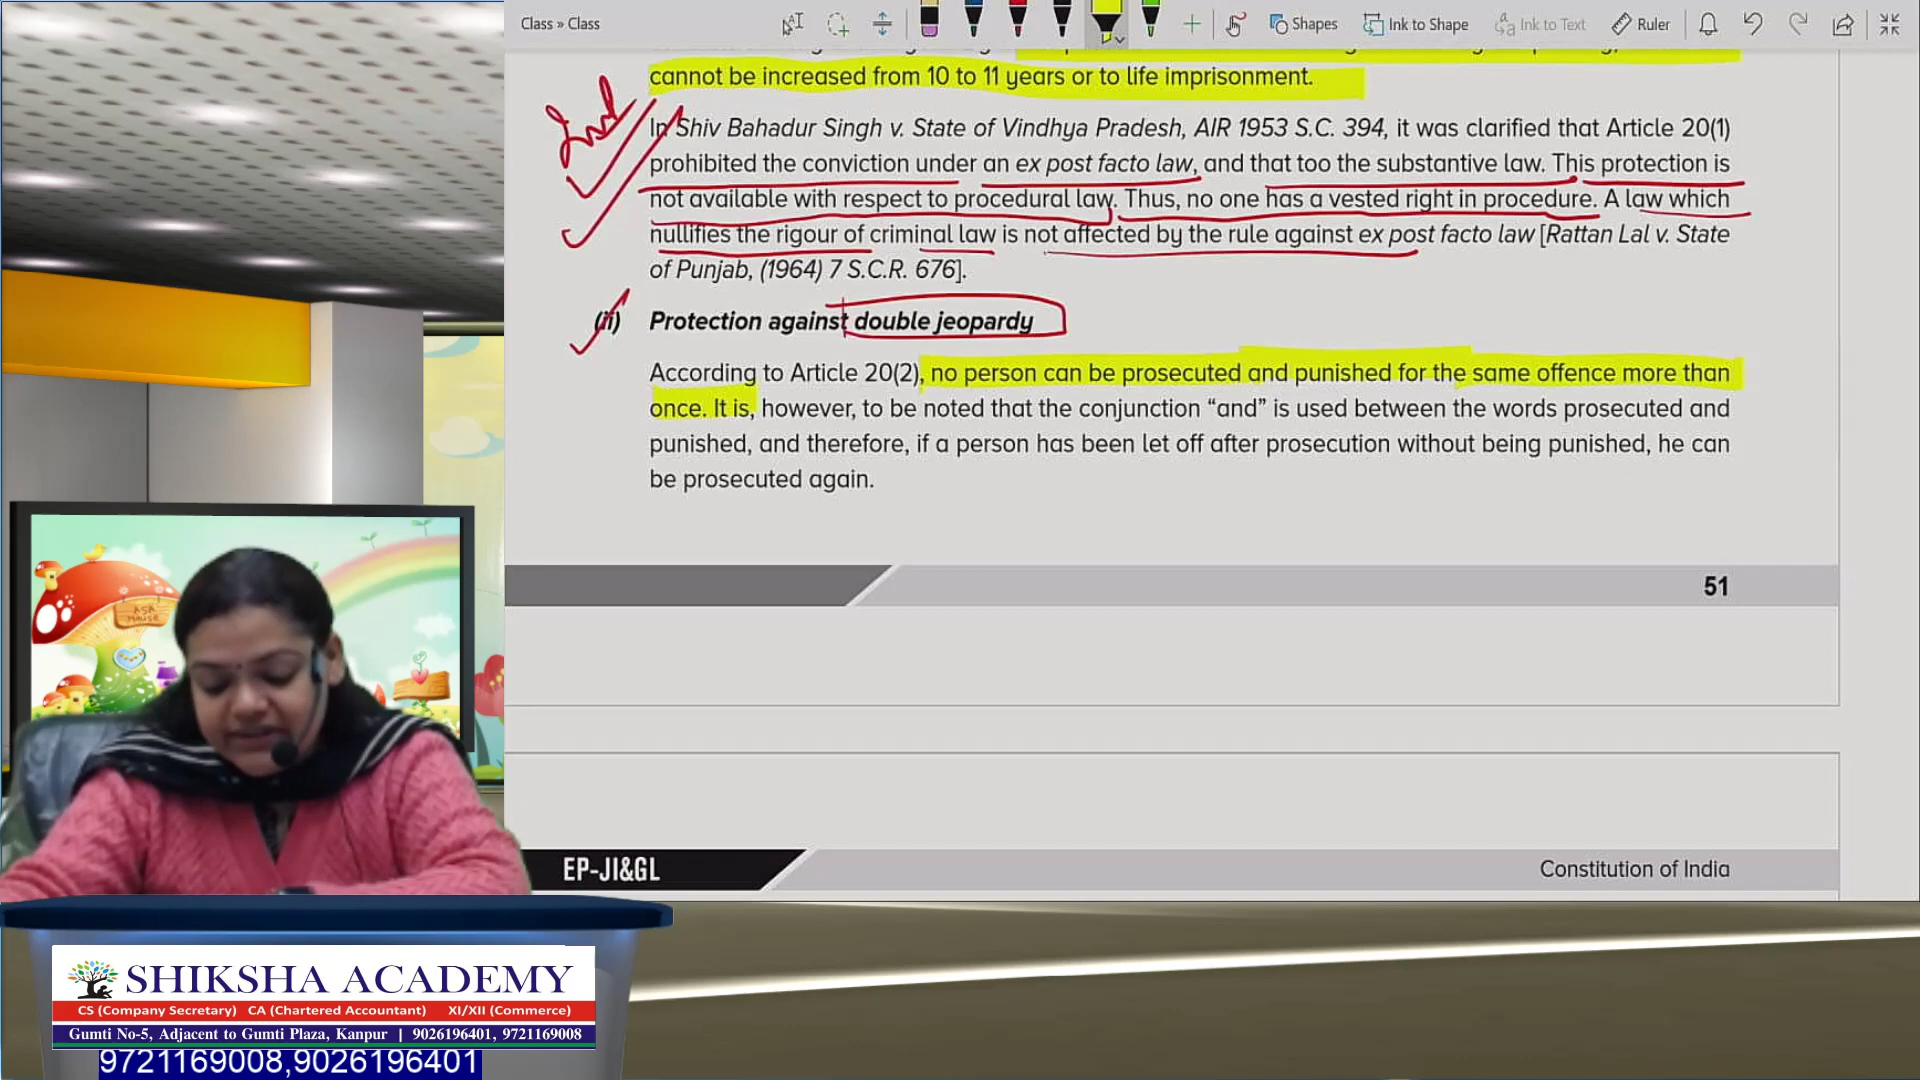 Class » Class
Shapes
Ink to Shape
Ink to Text
Ruler
cannot be increased from 10 to 11 years or to life imprisonment.
In Shiv Bahadur Singh v. State of Vindhya Pradesh, AIR 1953 S.C. 394, it was clarified that Article 20(1)
prohibited the conviction under an ex post facto law, and that too the substantive law. This protection is
not available with respect to procedural law. Thus, no one has a vested right in procedure. A law which
nullifies the rigour of criminal law is not affected by the rule against ex post facto law [Rattan Lal v. State
of Punjab, (1964) 7 S.C.R. 676].
(ii) Protection against double jeopardy
According to Article 20(2), no person can be prosecuted and punished for the same offence more than
once. It is, however, to be noted that the conjunction “and” is used between the words prosecuted and
punished, and therefore, if a person has been let off after prosecution without being punished, he can
be prosecuted again.
51
EP-JI&GL
Constitution of India
ASA
House
SHIKSHA ACADEMY
CS (Company Secretary) CA (Chartered Accountant) XI/XII (Commerce)
Gumti No-5, Adjacent to Gumti Plaza, Kanpur | 9026196401, 9721169008
9721169008,9026196401